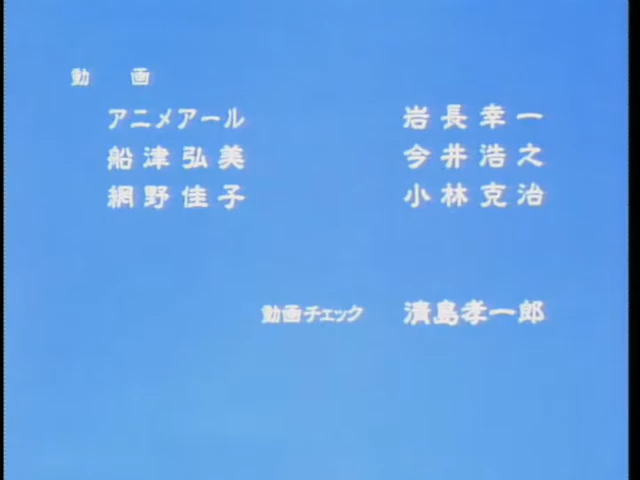 動 画
アニメアール 岩長幸一
船津弘美 今井浩之
網野佳子 小林克治
動画チェック 濱島孝一郎